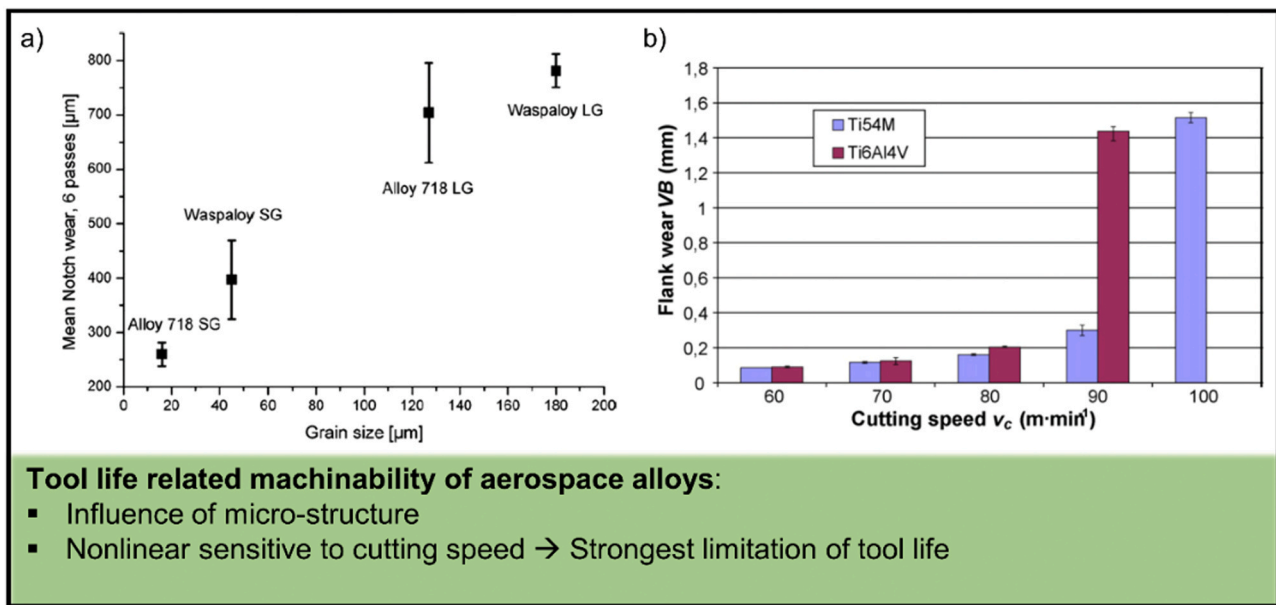 a)
Mean Notch wear, 6 passes [µm]
800
700
600
500
400
300
200
Waspaloy LG
Alloy 718 LG
Waspaloy SG
Alloy 718 SG
0 20 40 60 80 100 120 140 160 180 200
Grain size [µm]
b)
Flank wear VB (mm)
1,8
1,6
1,4
1,2
1
0,8
0,6
0,4
0,2
0
Ti54M
Ti6Al4V
60 70 80 90 100
Cutting speed vc (m·min¹)
Tool life related machinability of aerospace alloys:
▪ Influence of micro-structure
▪ Nonlinear sensitive to cutting speed → Strongest limitation of tool life